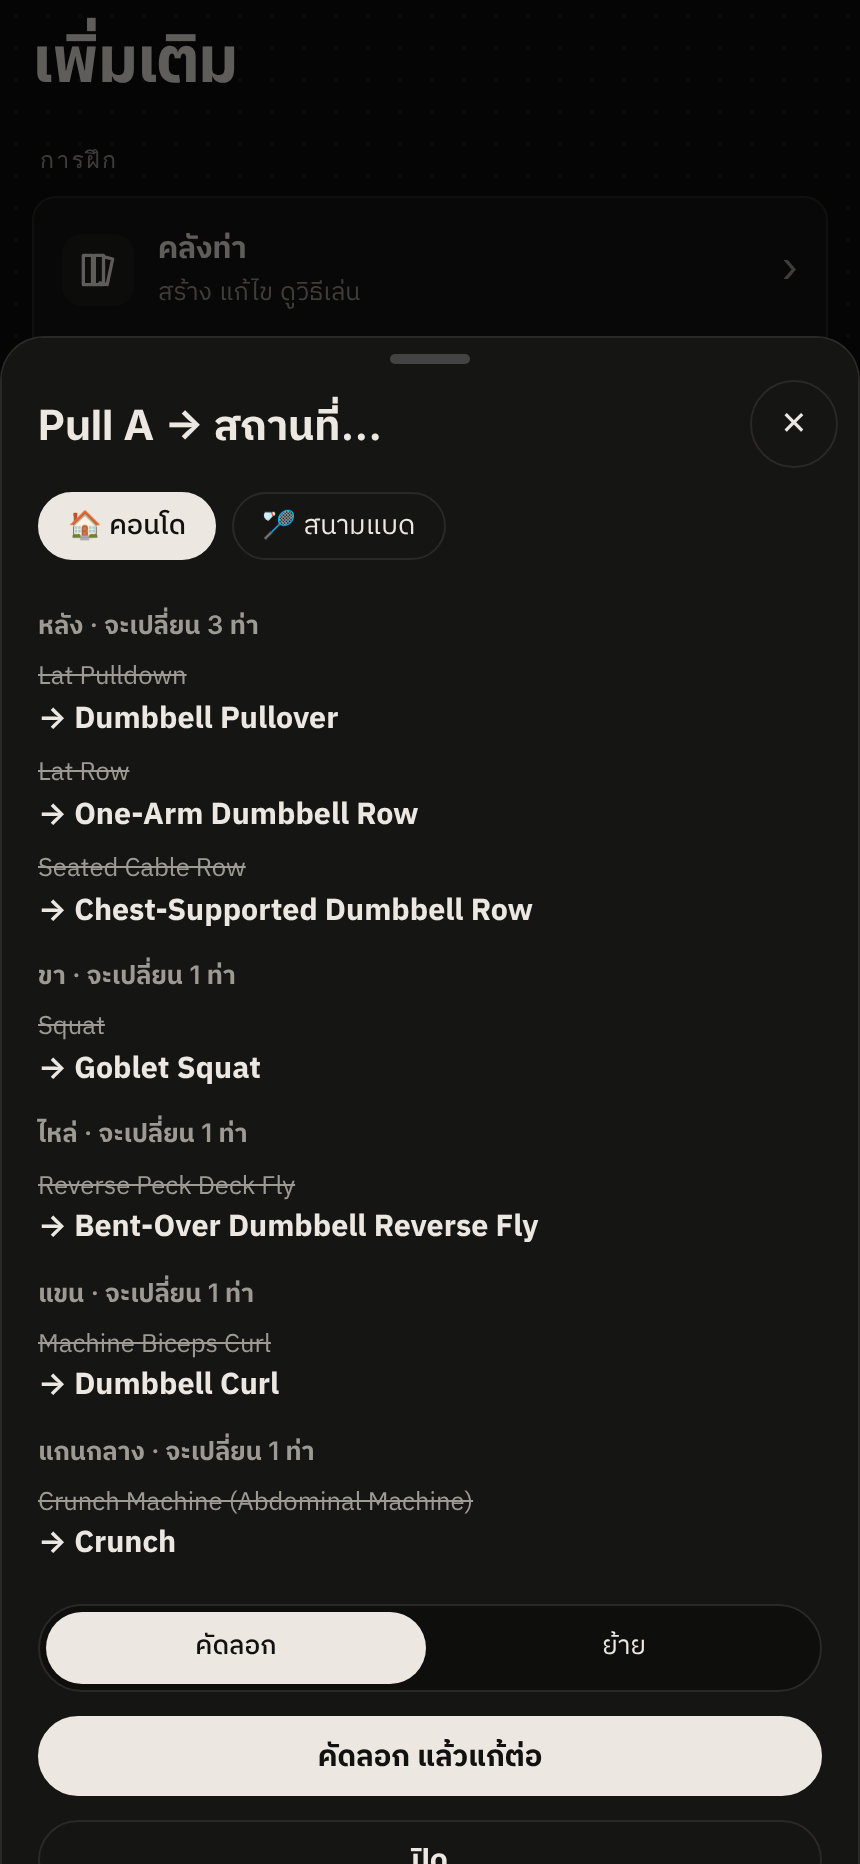 เพิ่มเติม
การฝึก
คลังท่า
สร้าง แก้ไข ดูวิธีเล่น
Pull A → สถานที่…
🏠 คอนโด
🏸 สนามแบด
หลัง · จะเปลี่ยน 3 ท่า
Lat Pulldown
→ Dumbbell Pullover
Lat Row
→ One-Arm Dumbbell Row
Seated Cable Row
→ Chest-Supported Dumbbell Row
ขา · จะเปลี่ยน 1 ท่า
Squat
→ Goblet Squat
ไหล่ · จะเปลี่ยน 1 ท่า
Reverse Peck Deck Fly
→ Bent-Over Dumbbell Reverse Fly
แขน · จะเปลี่ยน 1 ท่า
Machine Biceps Curl
→ Dumbbell Curl
แกนกลาง · จะเปลี่ยน 1 ท่า
Crunch Machine (Abdominal Machine)
→ Crunch
คัดลอก
ย้าย
คัดลอก แล้วแก้ต่อ
ปิด